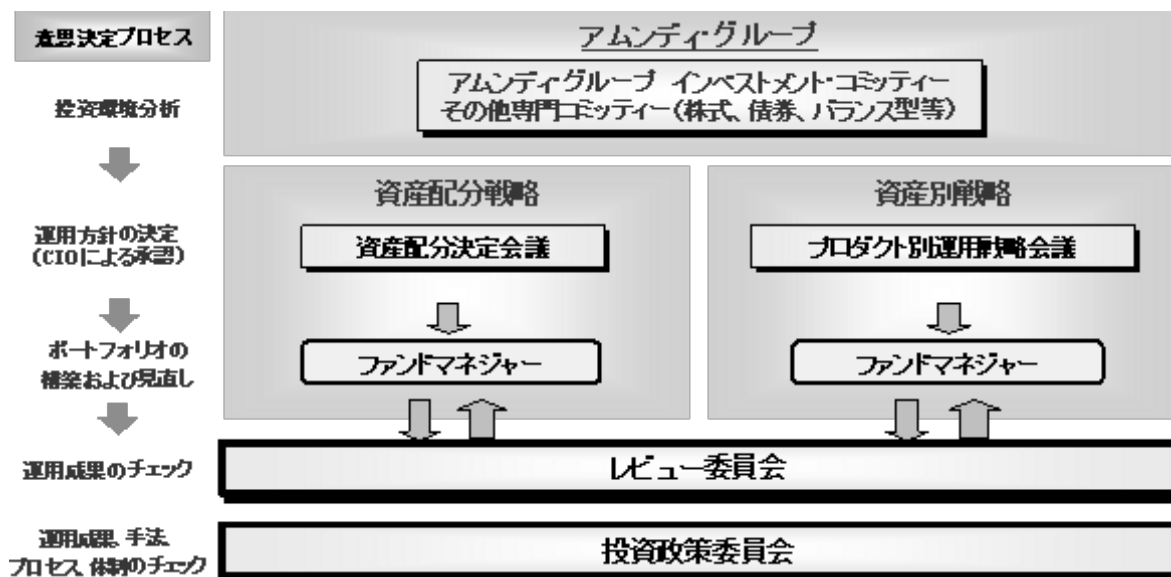 意思決定プロセス
アムンディ・グループ
アムンディ・グループ インベストメント・コミッティー
その他専門コミッティー(株式、債券、バランス型等)
投資環境分析
資産配分戦略
資産別戦略
運用方針の決定
(CIOによる承認)
資産配分決定会議
プロダクト別運用戦略会議
ポートフォリオの
構築および見直し
ファンドマネジャー
ファンドマネジャー
運用成果のチェック
レビュー委員会
運用成果、手法、
プロセス、体制のチェック
投資政策委員会